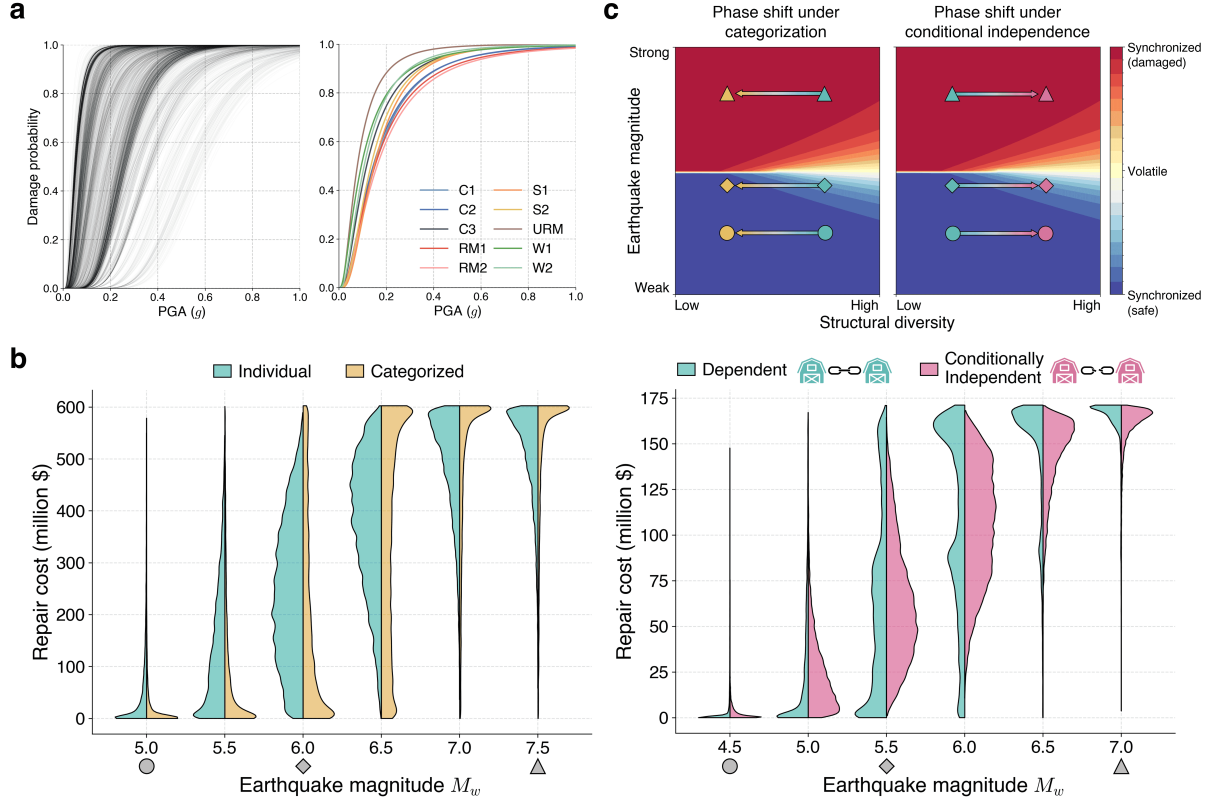 a
Damage probability
1.0
0.8
0.6
0.4
0.2
0.0
0.0 0.2 0.4 0.6 0.8 1.0
PGA (g)
1.0
0.8
0.6
0.4
0.2
0.0
0.0 0.2 0.4 0.6 0.8 1.0
PGA (g)
C1 S1
C2 S2
C3 URM
RM1 W1
RM2 W2
c
Phase shift under
categorization
Phase shift under
conditional independence
Earthquake magnitude
Strong
Weak
Low High
Low High
Structural diversity
Synchronized
(damaged)
Volatile
Synchronized
(safe)
b
Individual Categorized
Repair cost (million $)
600
500
400
300
200
100
0
5.0 5.5 6.0 6.5 7.0 7.5
Earthquake magnitude Mw
Dependent
Conditionally
Independent
Repair cost (million $)
175
150
125
100
75
50
25
0
4.5 5.0 5.5 6.0 6.5 7.0
Earthquake magnitude Mw